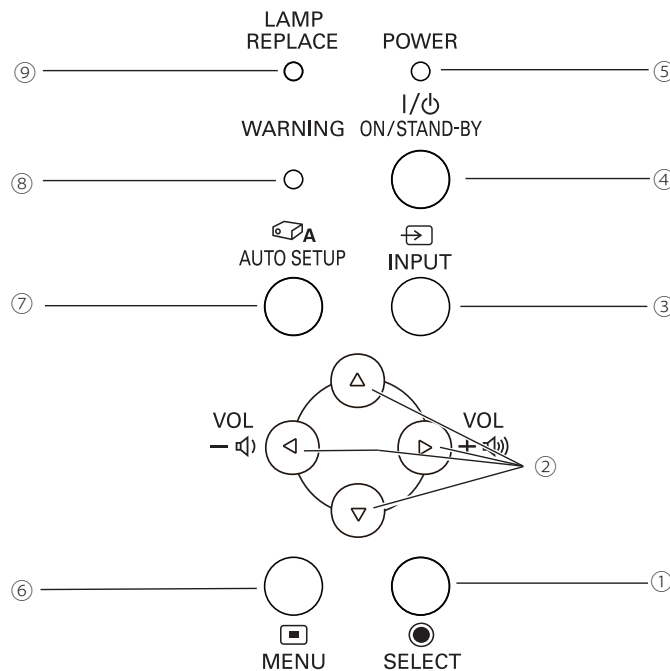 LAMP
REPLACE
POWER
⑨
⑤
I/⏻
WARNING
ON/STAND-BY
⑧
④
A
AUTO SETUP
INPUT
⑦
③
VOL
−
VOL
+
②
⑥
①
MENU
SELECT